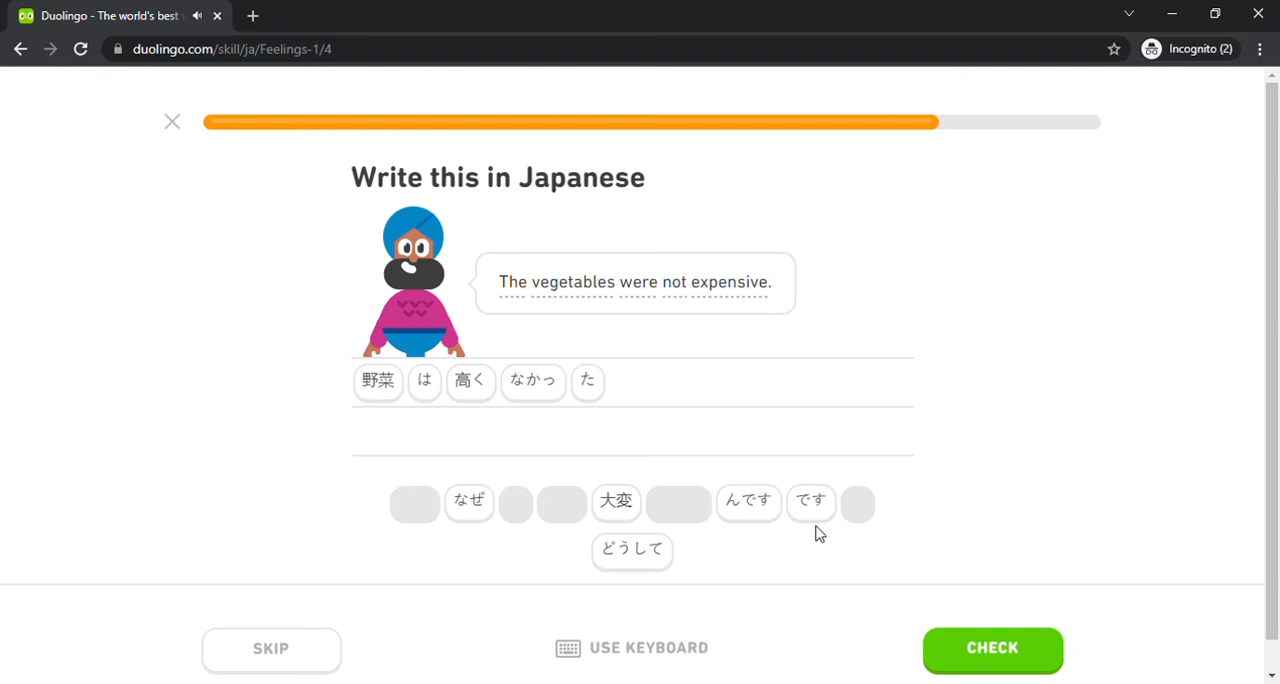 Duolingo - The world's best
duolingo.com/skill/ja/Feelings-1/4
Incognito (2)
Write this in Japanese
The vegetables were not expensive.
野菜 は 高く なかっ た
なぜ 大変 んです です
どうして
SKIP
USE KEYBOARD
CHECK